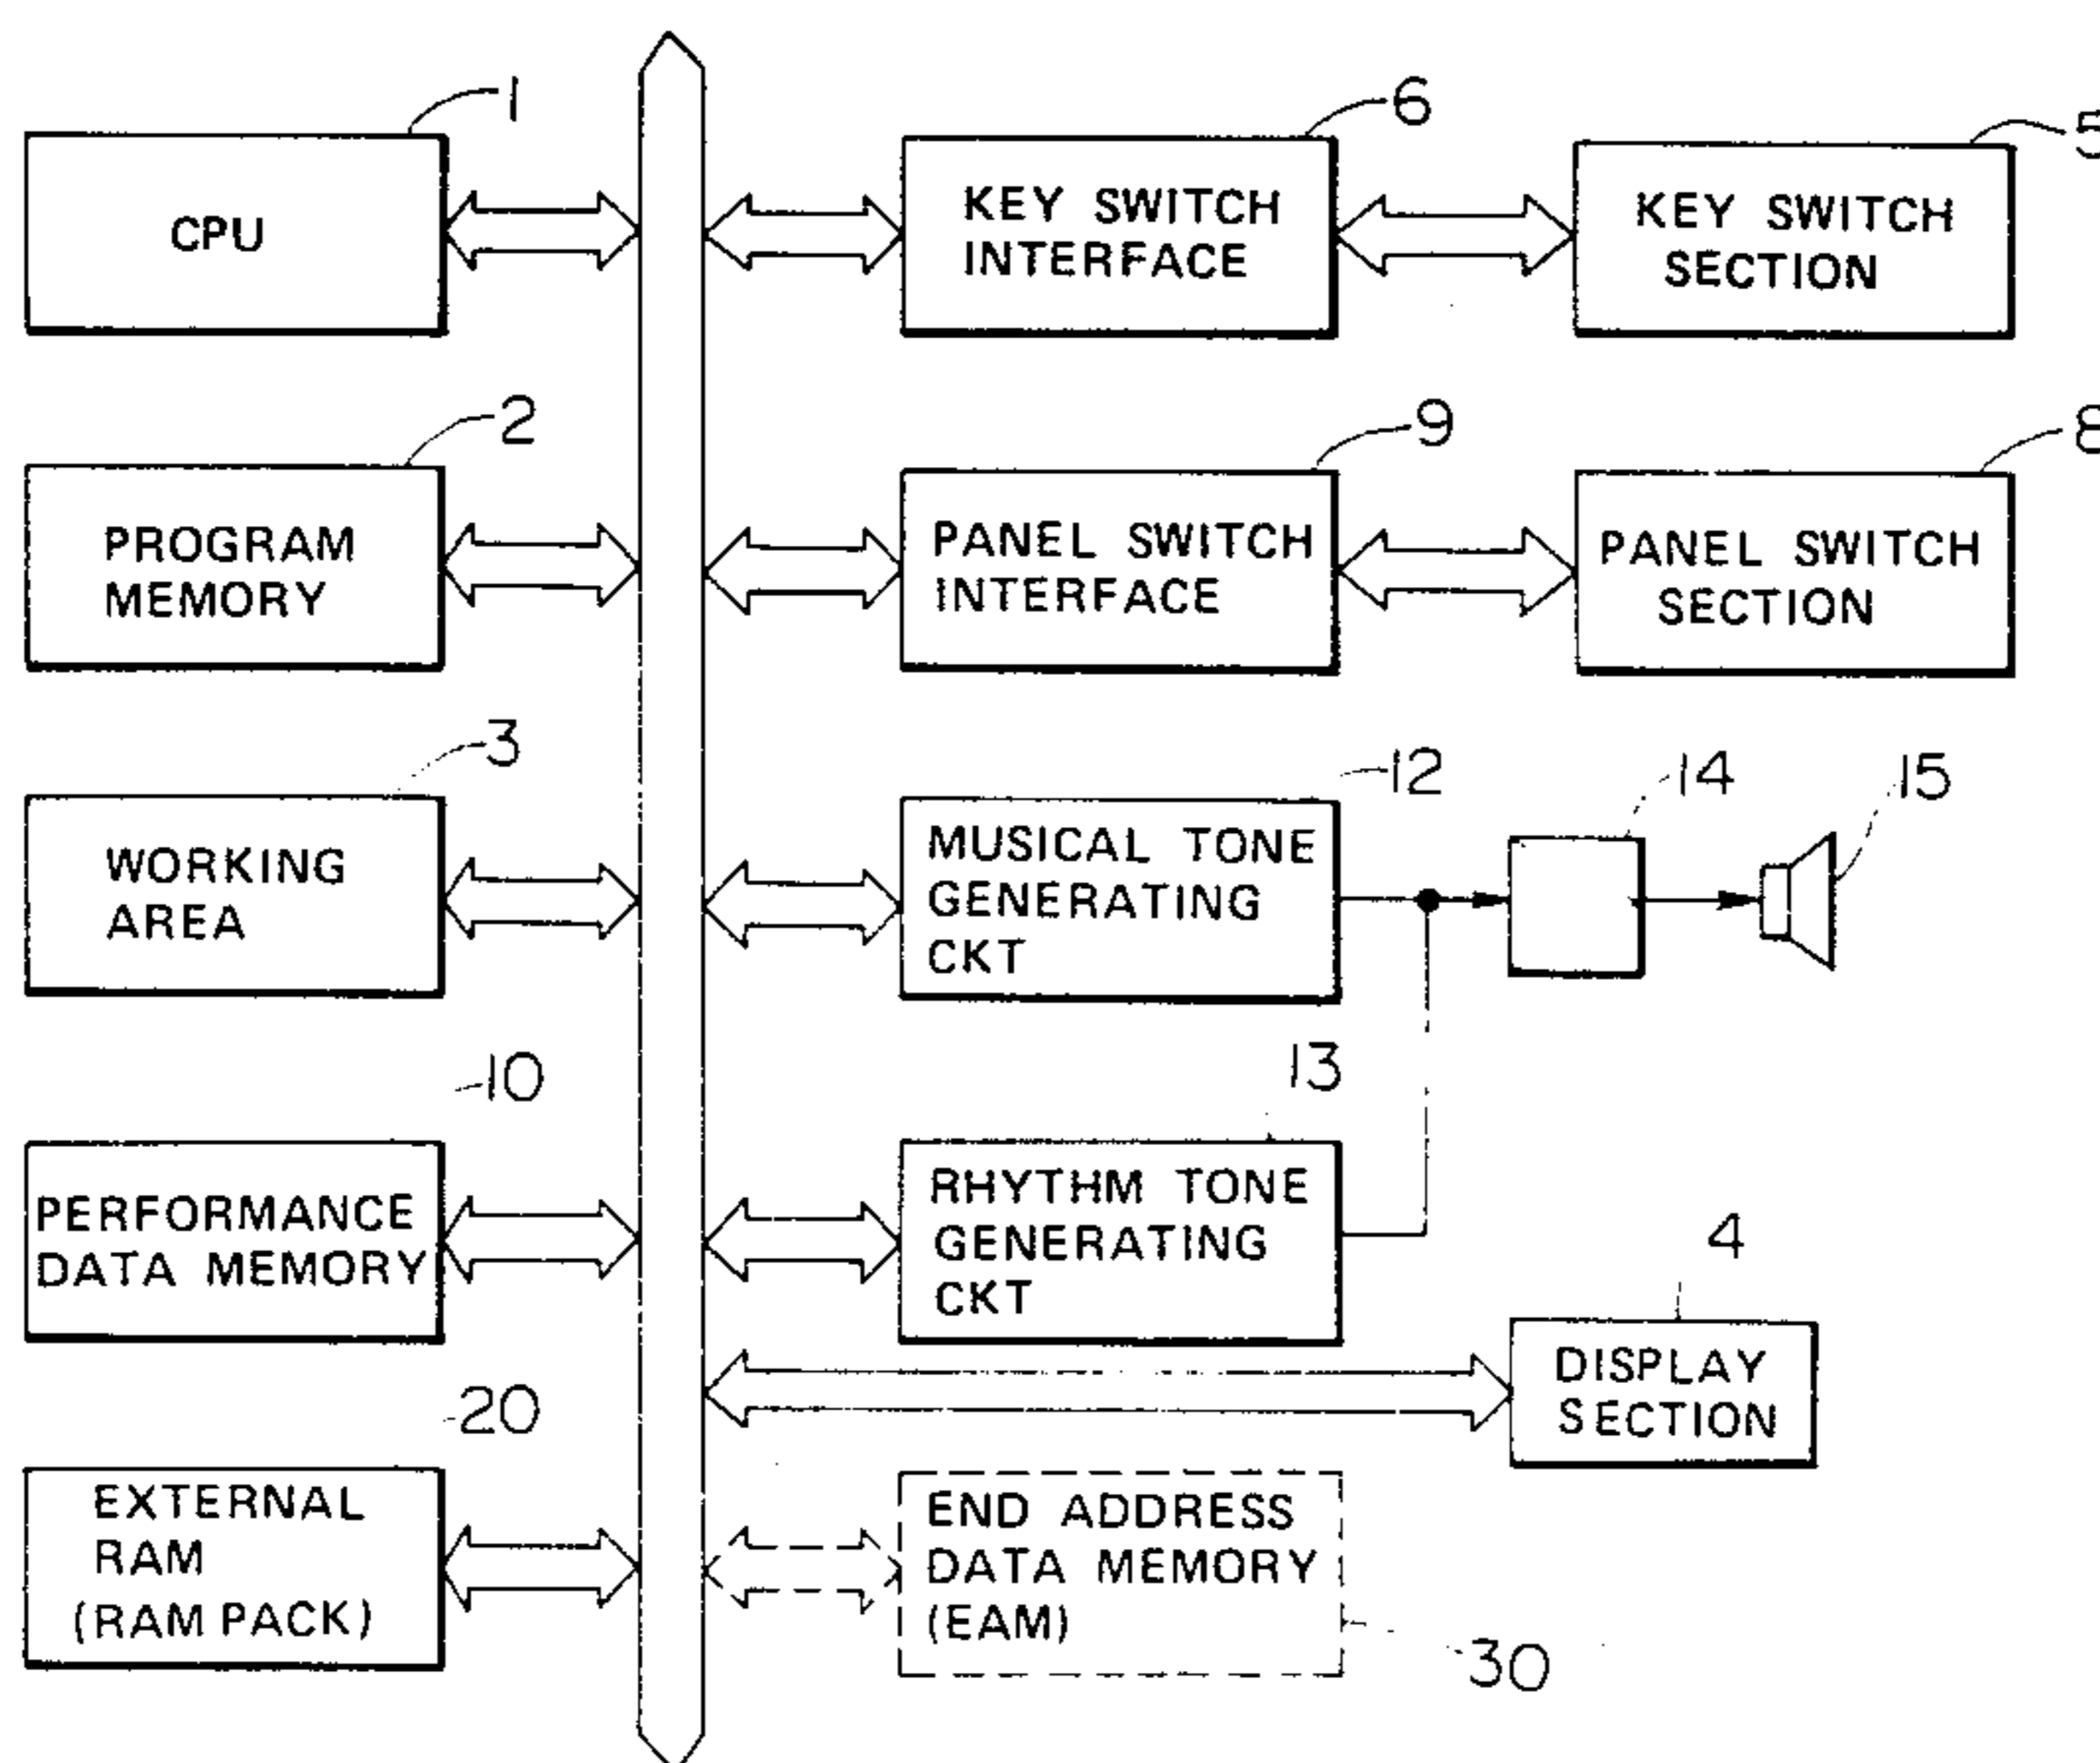 1
CPU
6
KEY SWITCH
INTERFACE
5
KEY SWITCH
SECTION
2
PROGRAM
MEMORY
9
PANEL SWITCH
INTERFACE
8
PANEL SWITCH
SECTION
3
WORKING
AREA
12
MUSICAL TONE
GENERATING
CKT
14
15
10
PERFORMANCE
DATA MEMORY
13
RHYTHM TONE
GENERATING
CKT
4
DISPLAY
SECTION
20
EXTERNAL
RAM
(RAM PACK)
END ADDRESS
DATA MEMORY
(EAM)
30